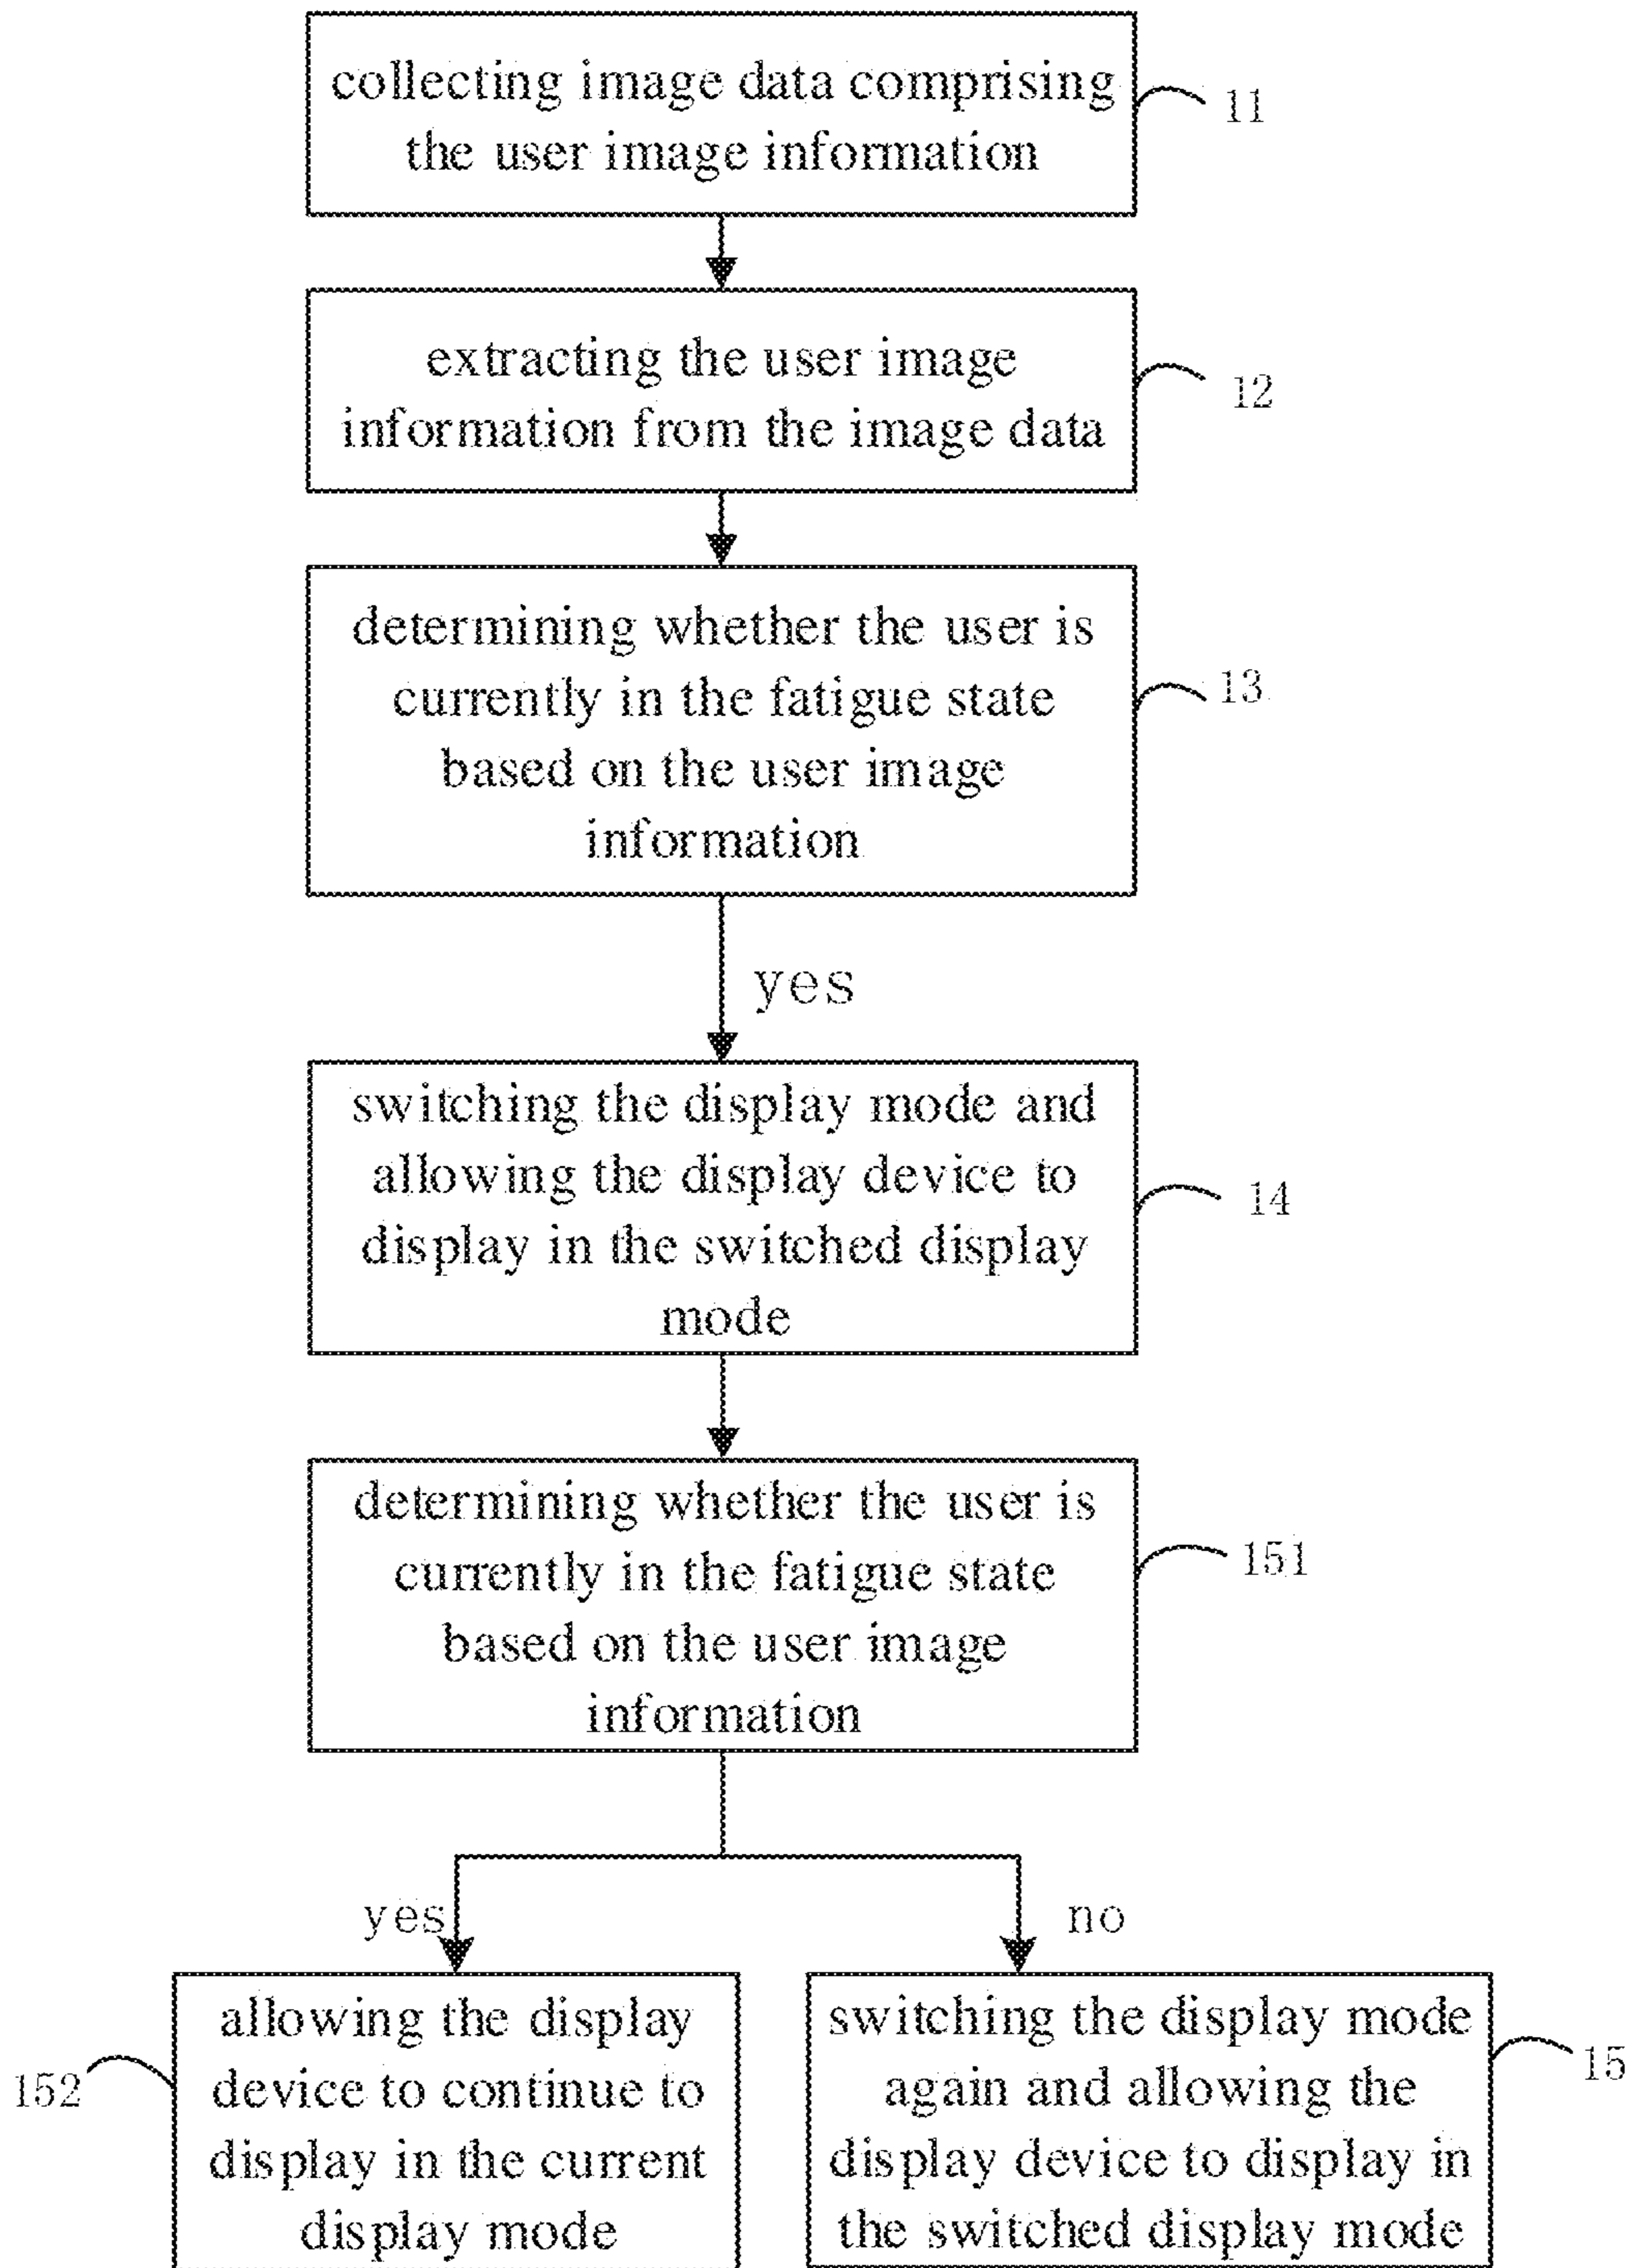 collecting image data comprising
the user image information
11
extracting the user image
information from the image data
12
determining whether the user is
currently in the fatigue state
based on the user image
information
13
yes
switching the display mode and
allowing the display device to
display in the switched display
mode
14
determining whether the user is
currently in the fatigue state
based on the user image
information
151
yes
no
allowing the display
device to continue to
display in the current
display mode
152
switching the display mode
again and allowing the
display device to display in
the switched display mode
15